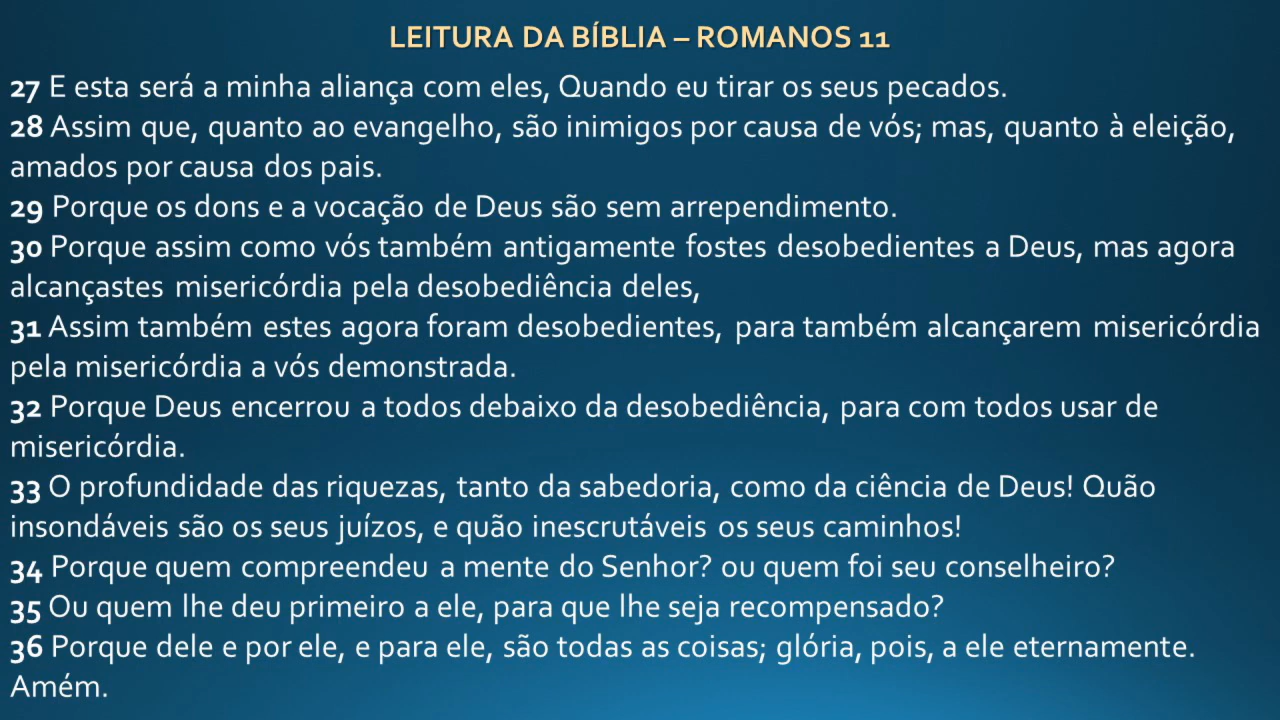 LEITURA DA BÍBLIA – ROMANOS 11
27 E esta será a minha aliança com eles, Quando eu tirar os seus pecados.
28 Assim que, quanto ao evangelho, são inimigos por causa de vós; mas, quanto à eleição,
amados por causa dos pais.
29 Porque os dons e a vocação de Deus são sem arrependimento.
30 Porque assim como vós também antigamente fostes desobedientes a Deus, mas agora
alcançastes misericórdia pela desobediência deles,
31 Assim também estes agora foram desobedientes, para também alcançarem misericórdia
pela misericórdia a vós demonstrada.
32 Porque Deus encerrou a todos debaixo da desobediência, para com todos usar de
misericórdia.
33 O profundidade das riquezas, tanto da sabedoria, como da ciência de Deus! Quão
insondáveis são os seus juízos, e quão inescrutáveis os seus caminhos!
34 Porque quem compreendeu a mente do Senhor? ou quem foi seu conselheiro?
35 Ou quem lhe deu primeiro a ele, para que lhe seja recompensado?
36 Porque dele e por ele, e para ele, são todas as coisas; glória, pois, a ele eternamente.
Amém.